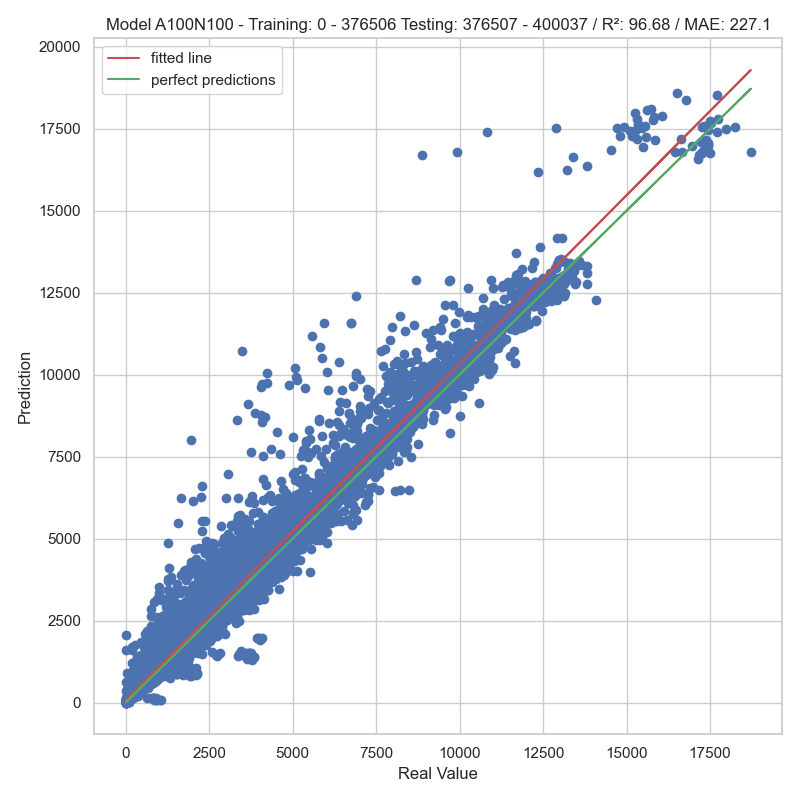 Model A100N100 - Training: 0 - 376506 Testing: 376507 - 400037 / R²: 96.68 / MAE: 227.1
fitted line
perfect predictions
20000
17500
15000
12500
10000
7500
5000
2500
0
Prediction
0 2500 5000 7500 10000 12500 15000 17500
Real Value